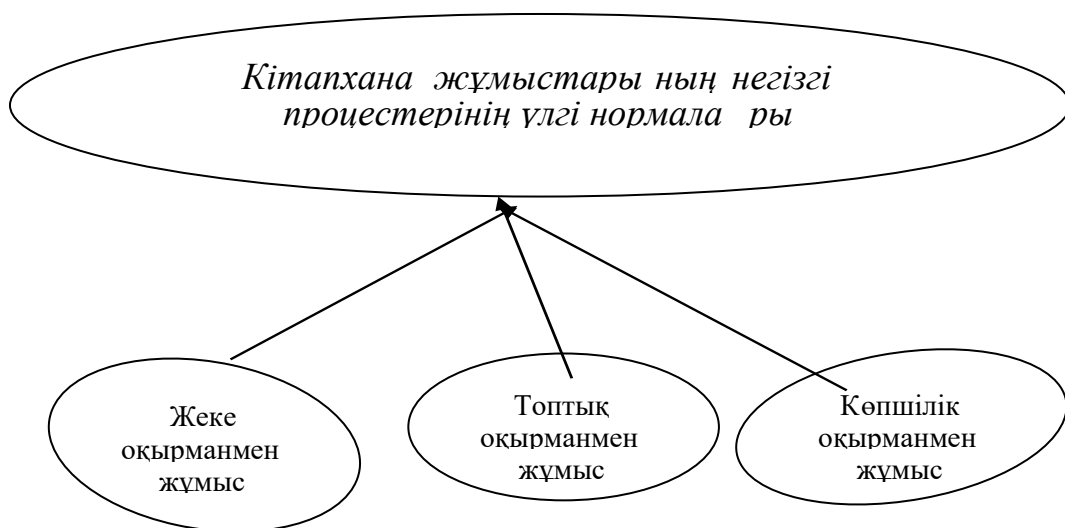 Кітапхана жұмыстары ның негізгі
процестерінің үлгі нормала ры
Жеке
оқырманмен
жұмыс
Топтық
оқырманмен
жұмыс
Көпшілік
оқырманмен
жұмыс